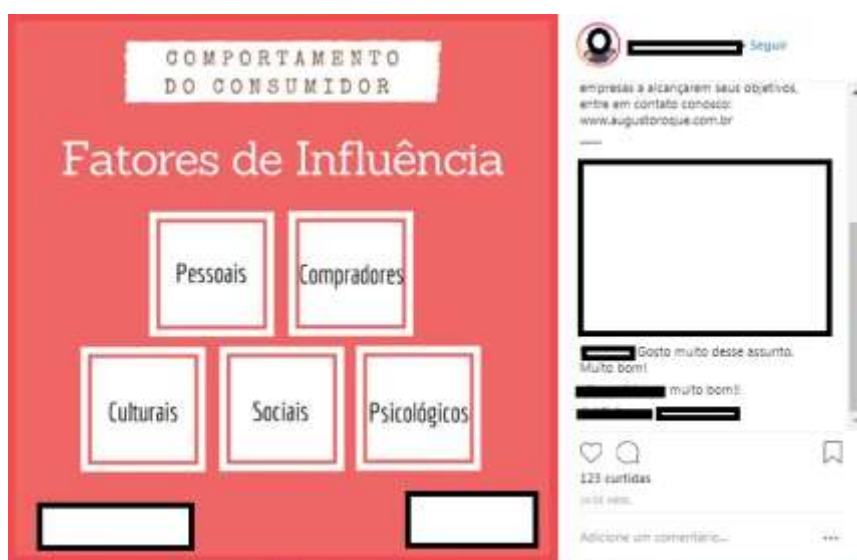 COMPORTAMENTO
DO CONSUMIDOR
Fatores de Influência
Pessoais
Compradores
Culturais
Sociais
Psicológicos
Seguir
empresas a alcançarem seus objetivos,
entre em contato conosco:
www.augustoroque.com.br
Gosto muito desse assunto.
Muito bom!
muito bom!!
123 curtidas
Adicione um comentário...